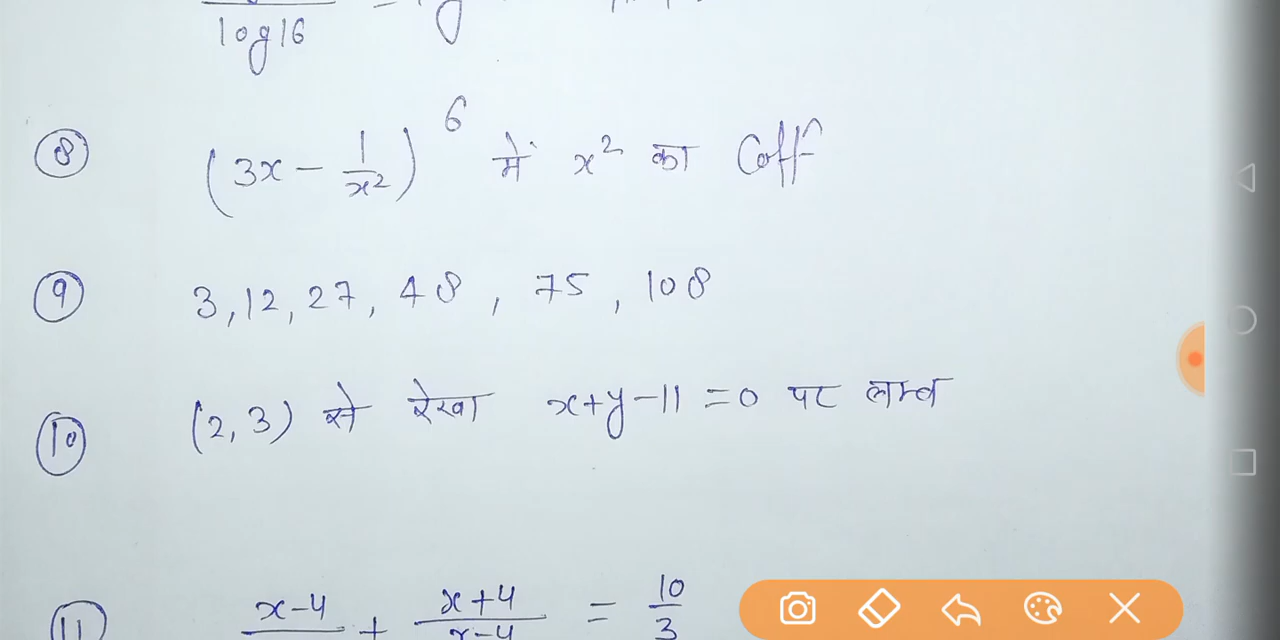 log16
⑧ (3x - 1/x²)⁶ में x² का Coff
⑨ 3, 12, 27, 48, 75, 108
⑩ (2, 3) से रेखा x+y-11=0 पर लम्ब
⑪ x-4 + x+4/x-4 = 10/3